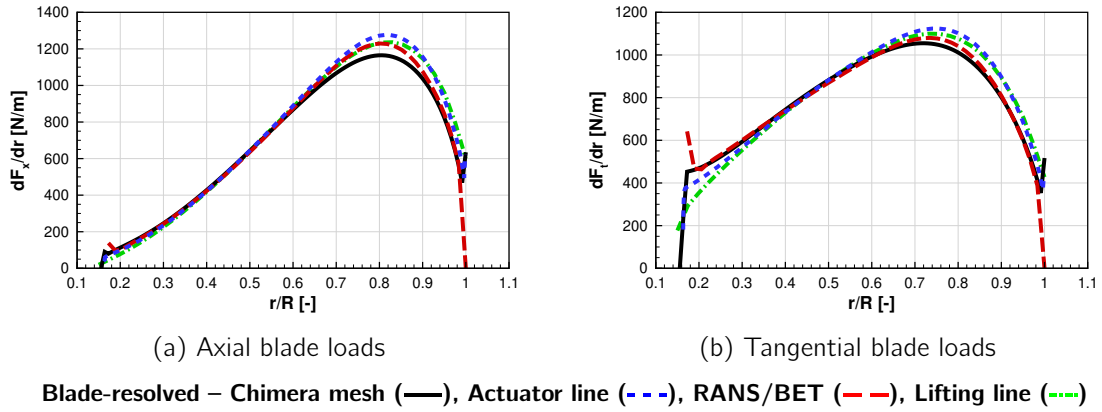 dFx/dr [N/m]
1400
1200
1000
800
600
400
200
0
0.1 0.2 0.3 0.4 0.5 0.6 0.7 0.8 0.9 1 1.1
r/R [-]
(a) Axial blade loads
dFt/dr [N/m]
1200
1000
800
600
400
200
0
0.1 0.2 0.3 0.4 0.5 0.6 0.7 0.8 0.9 1 1.1
r/R [-]
(b) Tangential blade loads
Blade-resolved – Chimera mesh (), Actuator line (), RANS/BET (), Lifting line ()